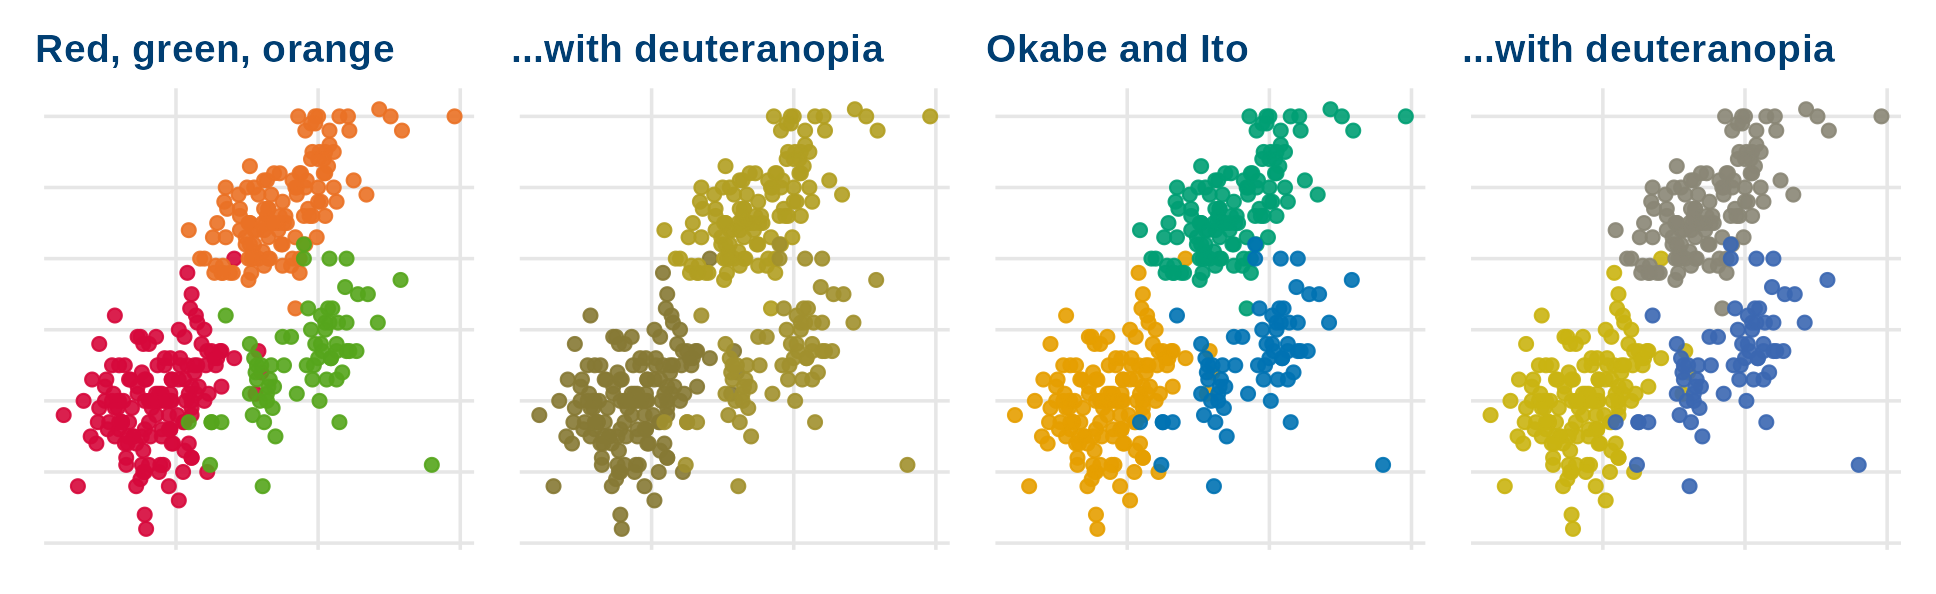 Red, green, orange
...with deuteranopia
Okabe and Ito
...with deuteranopia